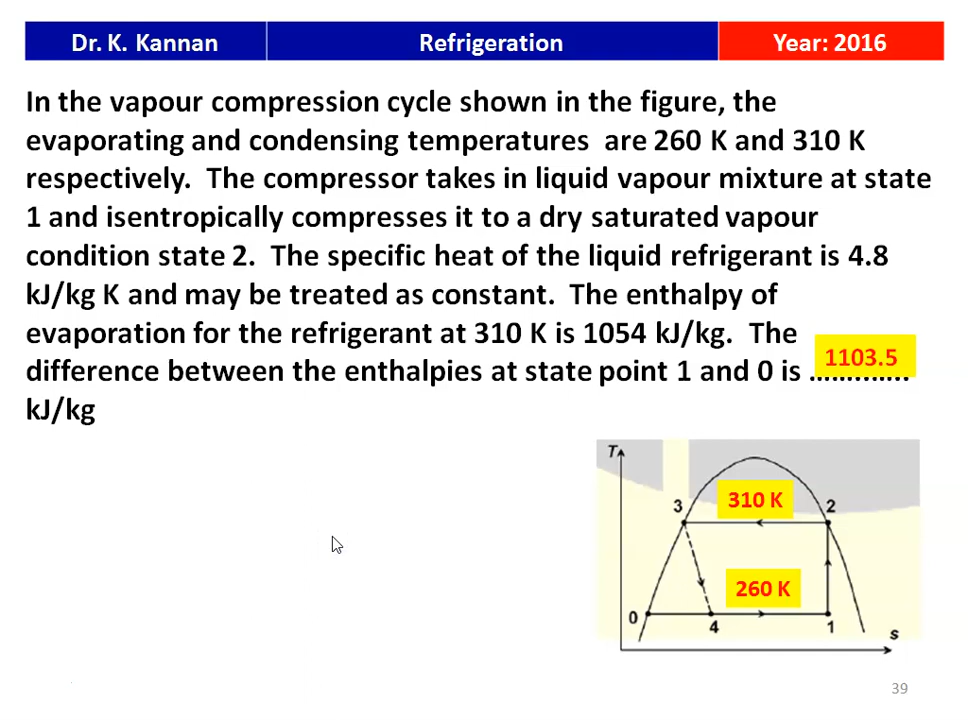 Dr. K. Kannan Refrigeration Year: 2016
In the vapour compression cycle shown in the figure, the
evaporating and condensing temperatures are 260 K and 310 K
respectively. The compressor takes in liquid vapour mixture at state
1 and isentropically compresses it to a dry saturated vapour
condition state 2. The specific heat of the liquid refrigerant is 4.8
kJ/kg K and may be treated as constant. The enthalpy of
evaporation for the refrigerant at 310 K is 1054 kJ/kg. The
difference between the enthalpies at state point 1 and 0 is ............. 1103.5
kJ/kg
T
3 310 K 2
260 K
0 4 1
s
39